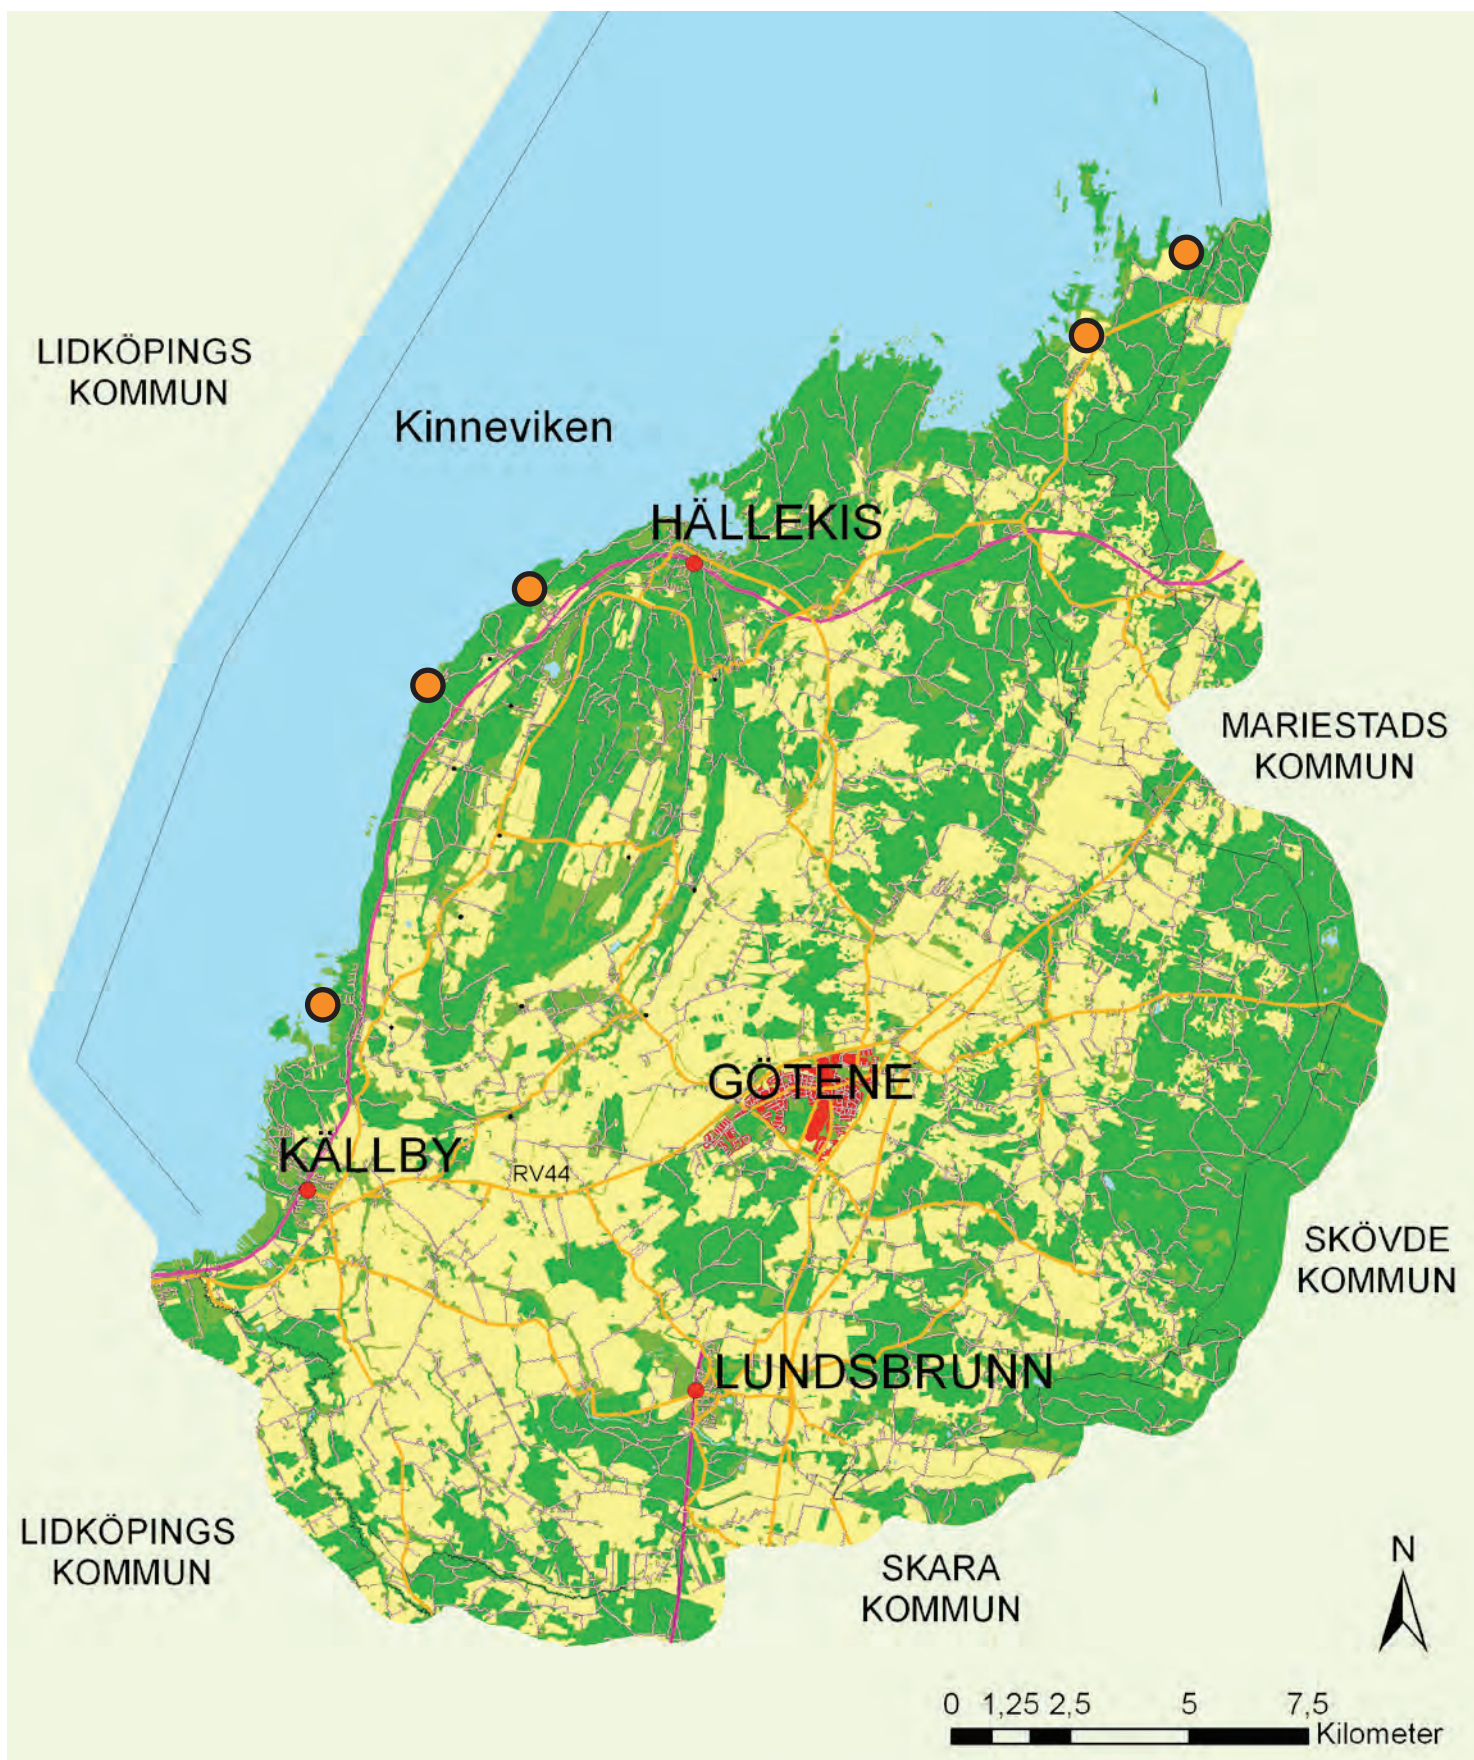 LIDKÖPINGS
KOMMUN
Kinneviken
HÄLLEKIS
MARIESTADS
KOMMUN
GÖTENE
KÄLLBY
RV44
SKÖVDE
KOMMUN
LUNDSBRUNN
LIDKÖPINGS
KOMMUN
SKARA
KOMMUN
N
0 1,25 2,5 5 7,5
Kilometer